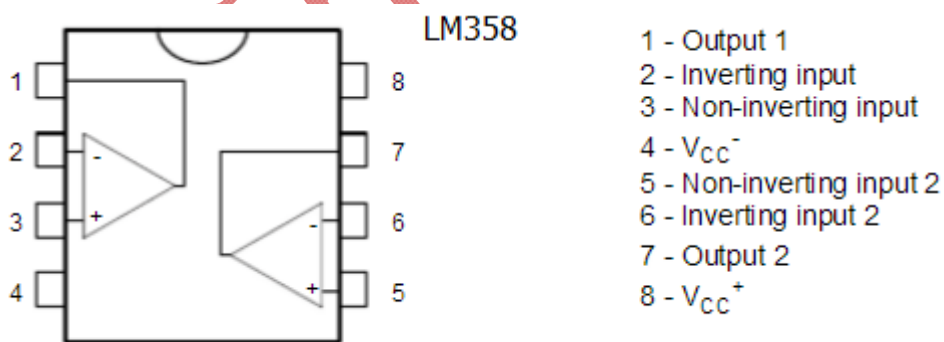 LM358
1
2
3
4
8
7
6
5
-
+
-
+
1 - Output 1
2 - Inverting input
3 - Non-inverting input
4 - VCC-
5 - Non-inverting input 2
6 - Inverting input 2
7 - Output 2
8 - VCC+